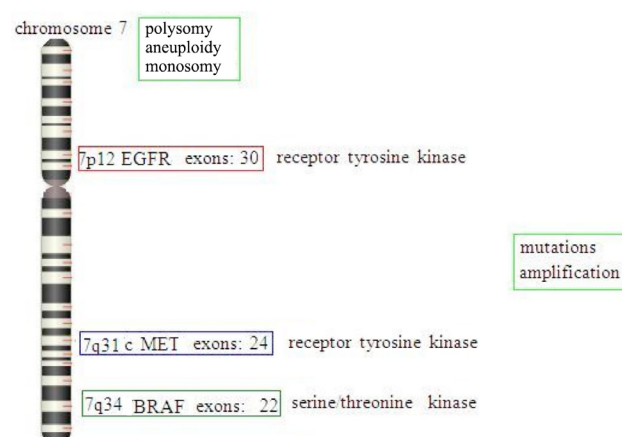 chromosome 7
polysomy
aneuploidy
monosomy
7p12 EGFR exons: 30 receptor tyrosine kinase
mutations
amplification
7q31 c MET exons: 24 receptor tyrosine kinase
7q34 BRAF exons: 22 serine/threonine kinase